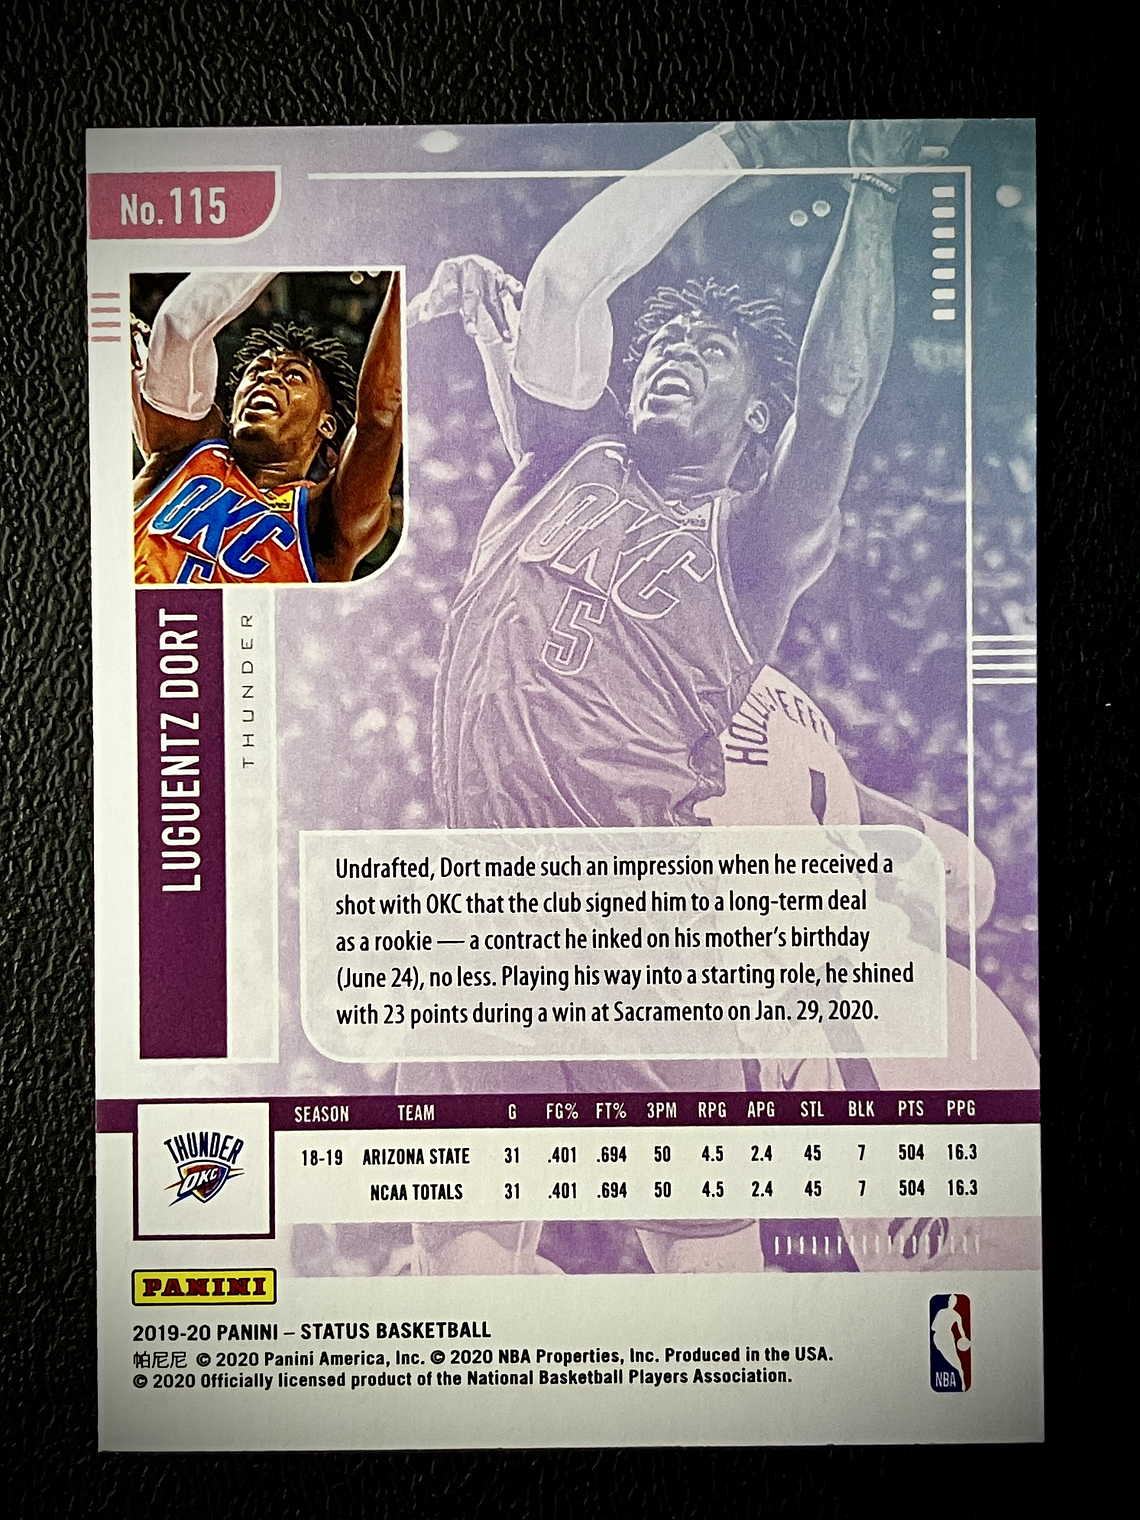 No. 115
OKC
5
OKC
5
HOLLIS-JEFFE
LUGUENTZ DORT
THUNDER
Undrafted, Dort made such an impression when he received a
shot with OKC that the club signed him to a long-term deal
as a rookie — a contract he inked on his mother's birthday
(June 24), no less. Playing his way into a starting role, he shined
with 23 points during a win at Sacramento on Jan. 29, 2020.
SEASON TEAM G FG% FT% 3PM RPG APG STL BLK PTS PPG
18-19 ARIZONA STATE 31 .401 .694 50 4.5 2.4 45 7 504 16.3
NCAA TOTALS 31 .401 .694 50 4.5 2.4 45 7 504 16.3
THUNDER
OKC
PANINI
2019-20 PANINI – STATUS BASKETBALL
帕尼尼 © 2020 Panini America, Inc. © 2020 NBA Properties, Inc. Produced in the USA.
© 2020 Officially licensed product of the National Basketball Players Association.
NBA